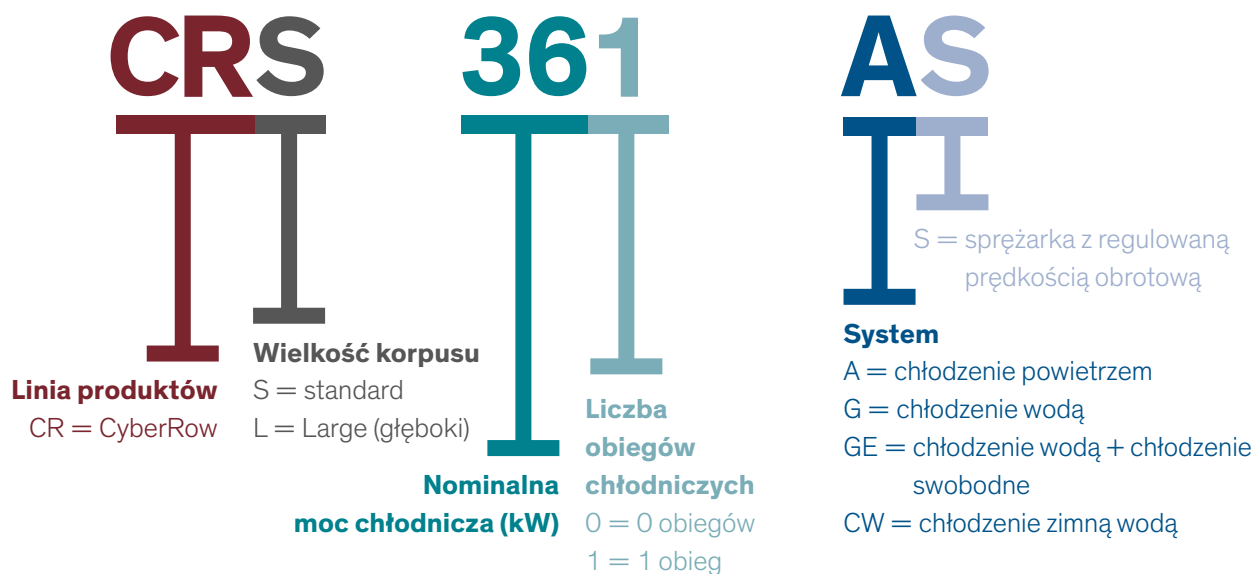 CRS 361 AS
S = sprężarka z regulowaną
prędkością obrotową
Linia produktów
CR = CyberRow
Wielkość korpusu
S = standard
L = Large (głęboki)
Nominalna
moc chłodnicza (kW)
Liczba
obiegów
chłodniczych
0 = 0 obiegów
1 = 1 obieg
System
A = chłodzenie powietrzem
G = chłodzenie wodą
GE = chłodzenie wodą + chłodzenie
swobodne
CW = chłodzenie zimną wodą